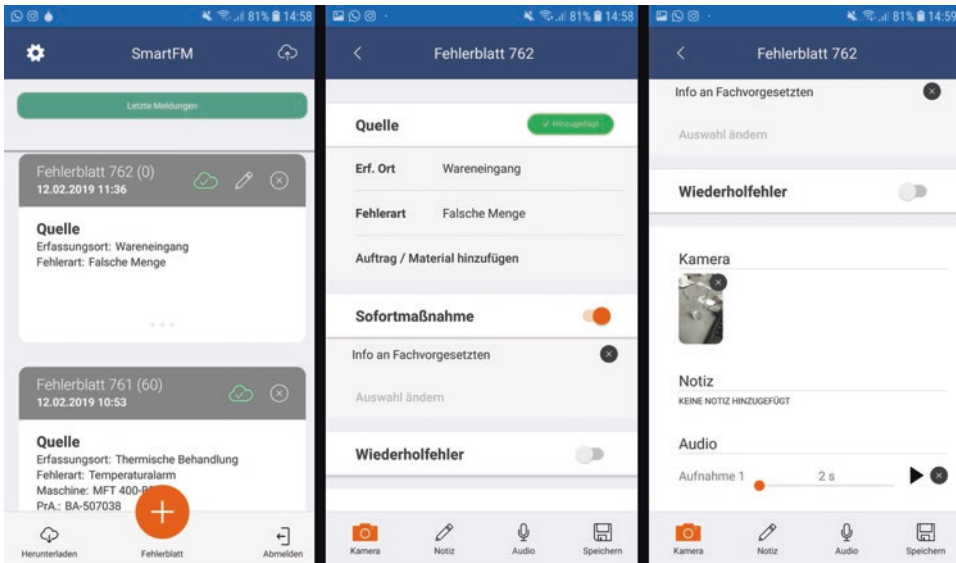 81% 14:58
SmartFM
Letzte Meldungen
Fehlerblatt 762 (0)
12.02.2019 11:36
Quelle
Erfassungsort: Wareneingang
Fehlerart: Falsche Menge
Fehlerblatt 761 (60)
12.02.2019 10:53
Quelle
Erfassungsort: Thermische Behandlung
Fehlerart: Temperaturalarm
Maschine: MFT 400-
PrA.: BA-507038
Herunterladen
Fehlerblatt
Abmelden
81% 14:58
Fehlerblatt 762
Quelle
Hinzugefügt
Erf. Ort Wareneingang
Fehlerart Falsche Menge
Auftrag / Material hinzufügen
Sofortmaßnahme
Info an Fachvorgesetzten
Auswahl ändern
Wiederholfehler
Kamera
Notiz
Audio
Speichern
81% 14:59
Fehlerblatt 762
Info an Fachvorgesetzten
Auswahl ändern
Wiederholfehler
Kamera
Notiz
KEINE NOTIZ HINZUGEFÜGT
Audio
Aufnahme 1 2 s
Kamera
Notiz
Audio
Speichern